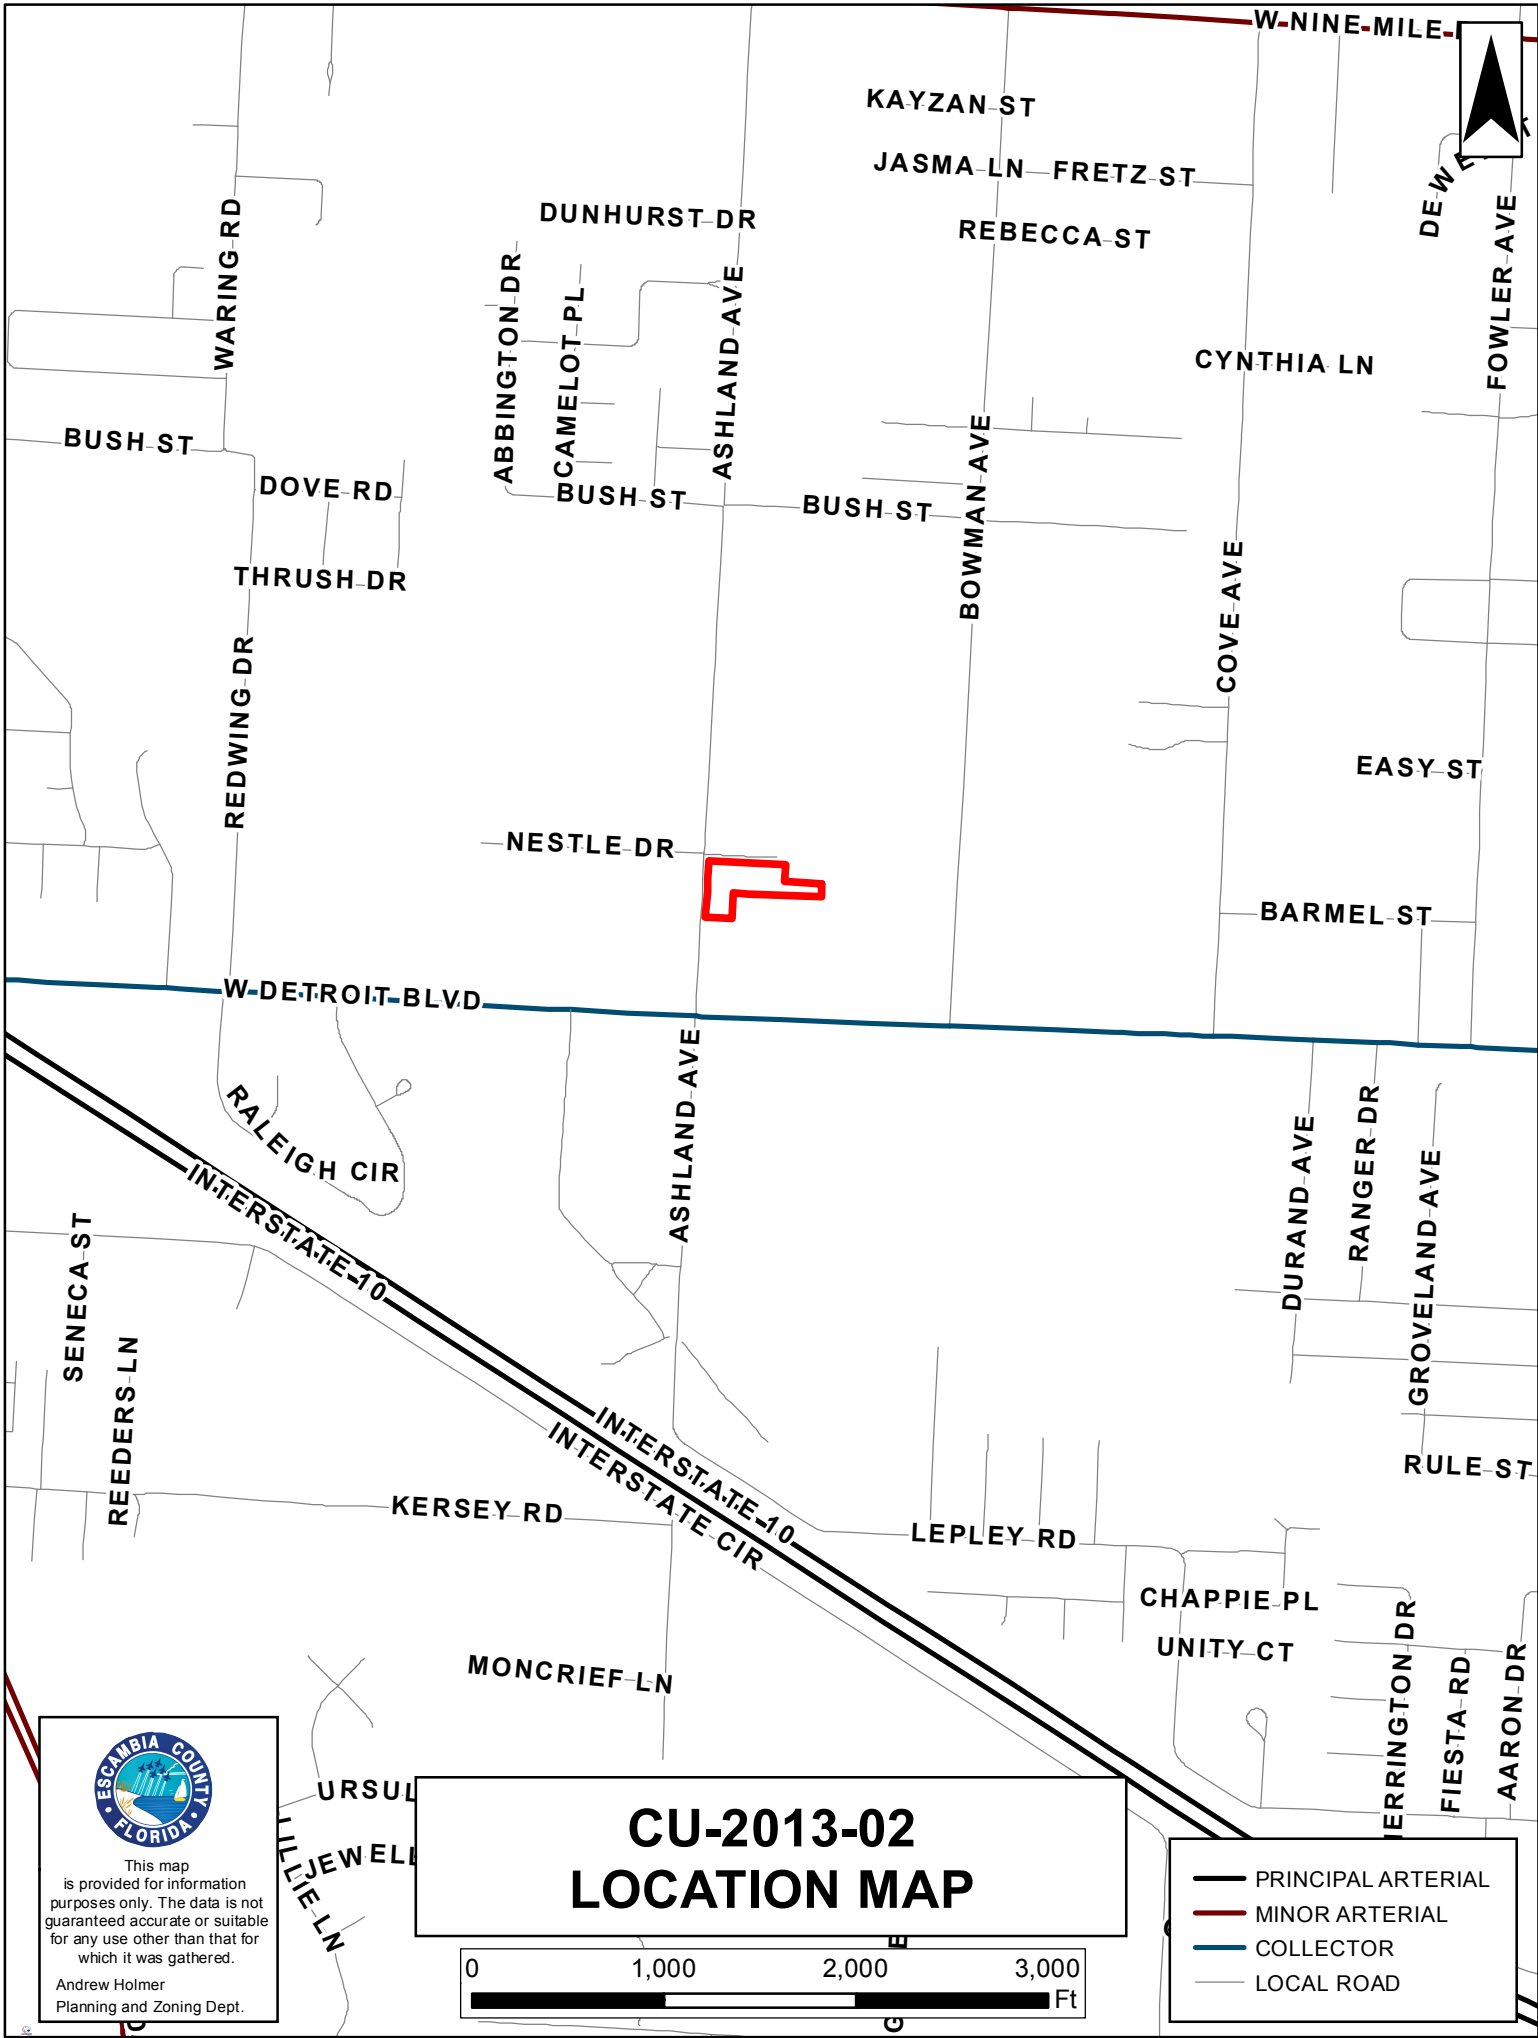 W NINE MILE
KAYZAN ST
JASMA LN
FRETZ ST
DUNHURST DR
REBECCA ST
WARING RD
ABBINGTON DR
CAMELOT PL
ASHLAND AVE
FOWLER AVE
CYNTHIA LN
BUSH ST
DOVE RD
BUSH ST
BUSH ST
BOWMAN AVE
THRUSH DR
COVE AVE
REDWING DR
EASY ST
NESTLE DR
BARMEL ST
W DETROIT BLVD
ASHLAND AVE
RALEIGH CIR
DURAND AVE
RANGER DR
GROVELAND AVE
INTERSTATE 10
SENECA ST
REEDERS LN
INTERSTATE 10
INTERSTATE CIR
RULE ST
KERSEY RD
LEPLEY RD
CHAPPIE PL
UNITY CT
MONCRIEF LN
ERRINGTON DR
FIESTA RD
AARON DR
URSUL
JEWELL
LILLIE LN
ESCAMBIA COUNTY
FLORIDA
This map
is provided for information
purposes only. The data is not
guaranteed accurate or suitable
for any use other than that for
which it was gathered.
Andrew Holmer
Planning and Zoning Dept.
CU-2013-02
LOCATION MAP
0 1,000 2,000 3,000
Ft
PRINCIPAL ARTERIAL
MINOR ARTERIAL
COLLECTOR
LOCAL ROAD